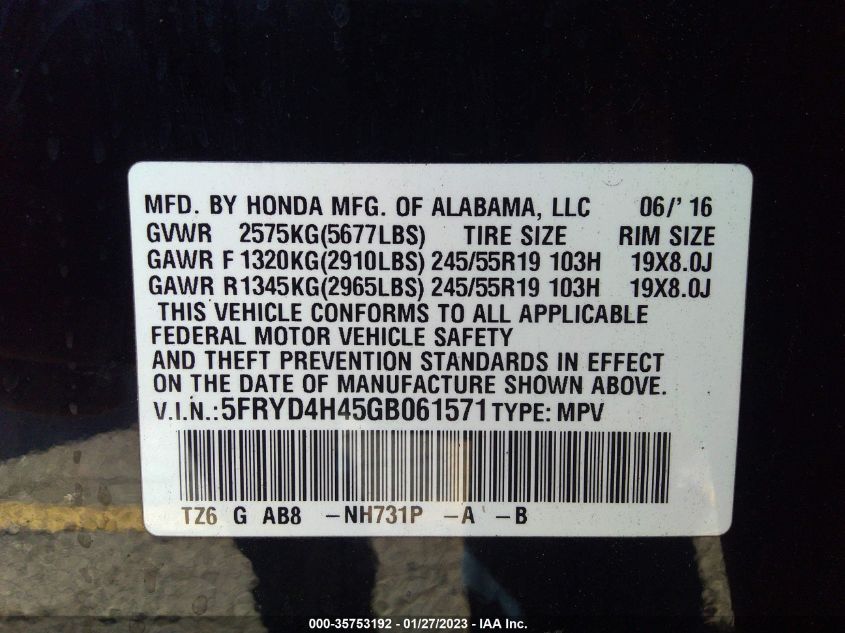 MFD. BY HONDA MFG. OF ALABAMA, LLC 06/' 16
GVWR 2575KG(5677LBS) TIRE SIZE RIM SIZE
GAWR F 1320KG(2910LBS) 245/55R19 103H 19X8.0J
GAWR R1345KG(2965LBS) 245/55R19 103H 19X8.0J
THIS VEHICLE CONFORMS TO ALL APPLICABLE
FEDERAL MOTOR VEHICLE SAFETY
AND THEFT PREVENTION STANDARDS IN EFFECT
ON THE DATE OF MANUFACTURE SHOWN ABOVE.
V.I.N.: 5FRYD4H45GB061571 TYPE: MPV
TZ6 G AB8 -NH731P -A -B
000-35753192 - 01/27/2023 - IAA Inc.